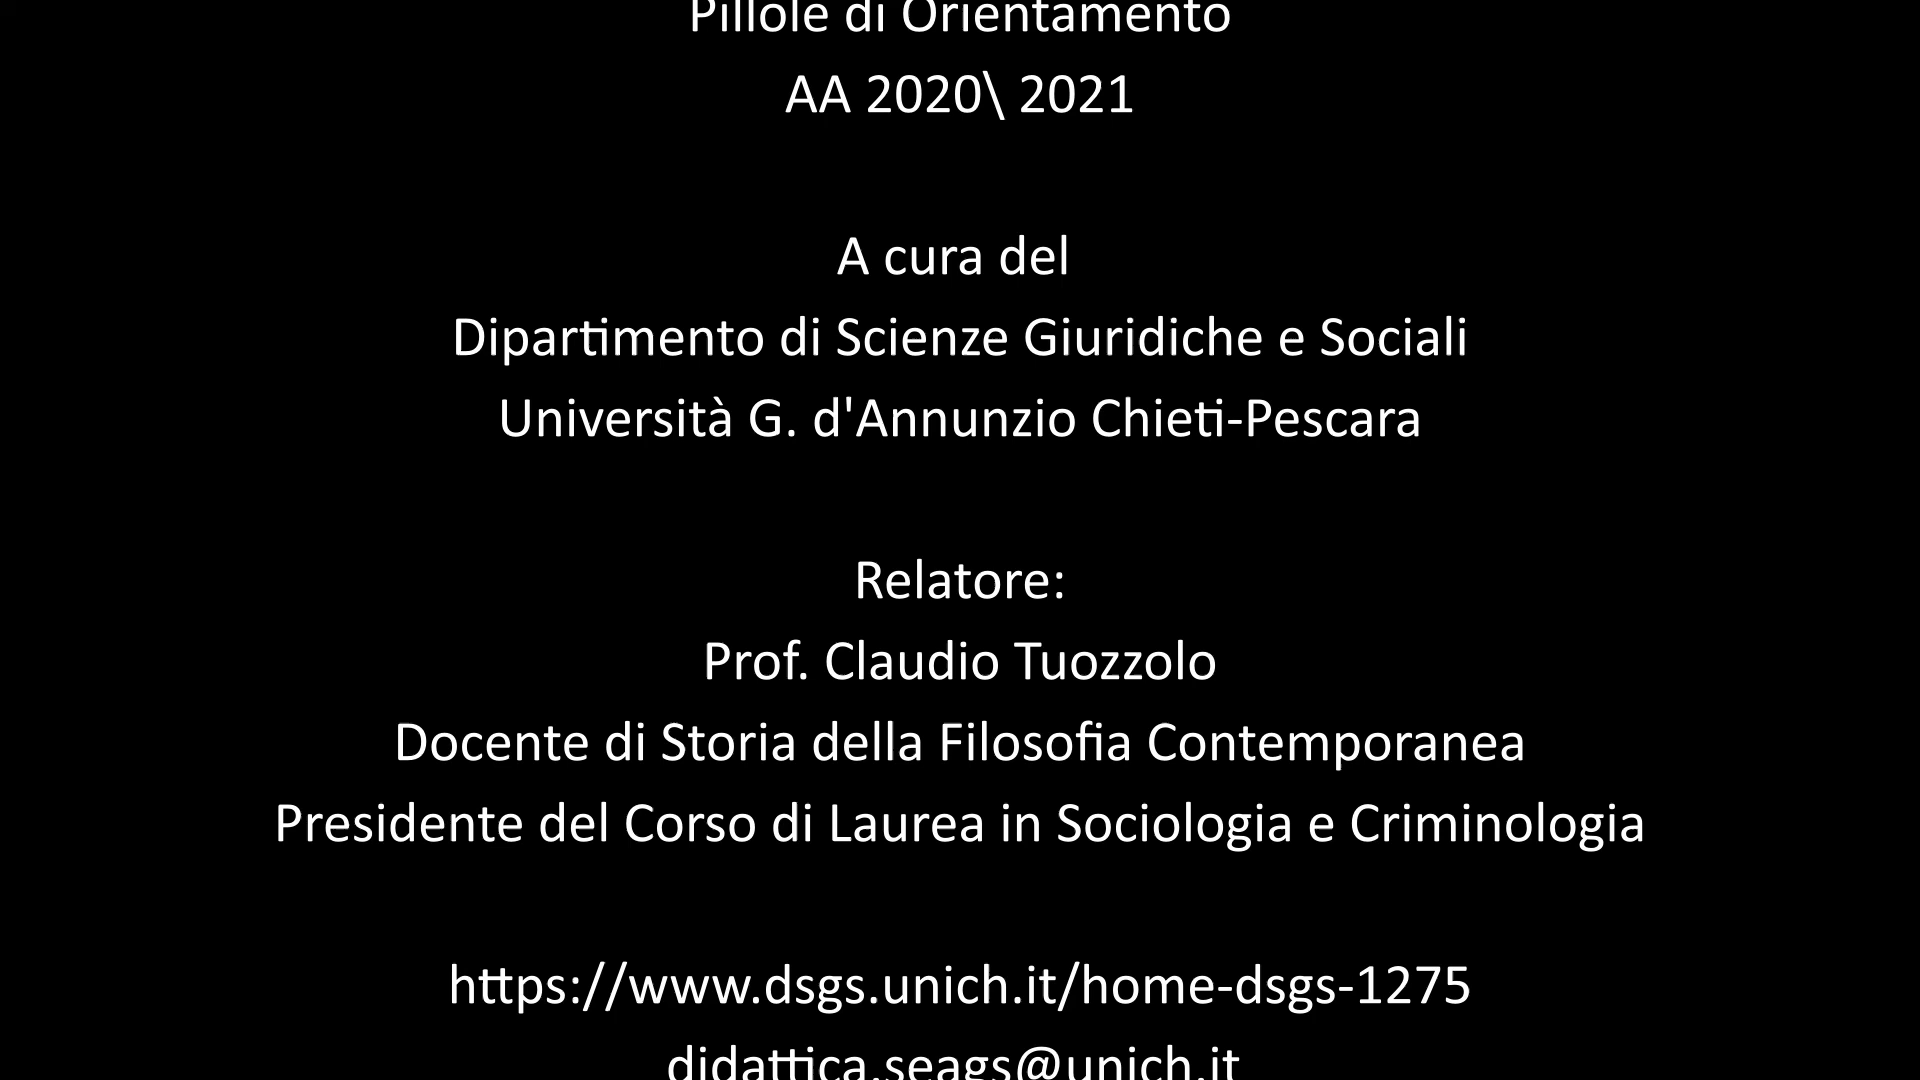 Pillole di Orientamento
AA 2020\ 2021
A cura del
Dipartimento di Scienze Giuridiche e Sociali
Università G. d'Annunzio Chieti-Pescara
Relatore:
Prof. Claudio Tuozzolo
Docente di Storia della Filosofia Contemporanea
Presidente del Corso di Laurea in Sociologia e Criminologia
https://www.dsgs.unich.it/home-dsgs-1275
didattica.seags@unich.it